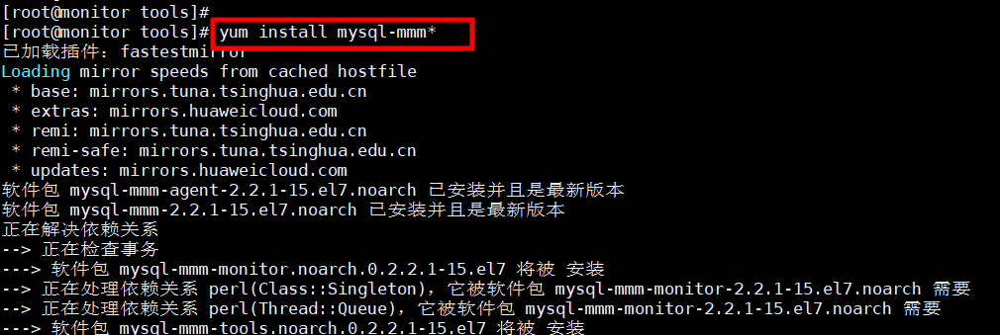 [root@monitor tools]#
[root@monitor tools]# yum install mysql-mmm*
已加载插件：fastestmirror
Loading mirror speeds from cached hostfile
 * base: mirrors.tuna.tsinghua.edu.cn
 * extras: mirrors.huaweicloud.com
 * remi: mirrors.tuna.tsinghua.edu.cn
 * remi-safe: mirrors.tuna.tsinghua.edu.cn
 * updates: mirrors.huaweicloud.com
软件包 mysql-mmm-agent-2.2.1-15.el7.noarch 已安装并且是最新版本
软件包 mysql-mmm-2.2.1-15.el7.noarch 已安装并且是最新版本
正在解决依赖关系
--> 正在检查事务
---> 软件包 mysql-mmm-monitor.noarch.0.2.2.1-15.el7 将被 安装
--> 正在处理依赖关系 perl(Class::Singleton)，它被软件包 mysql-mmm-monitor-2.2.1-15.el7.noarch 需要
--> 正在处理依赖关系 perl(Thread::Queue)，它被软件包 mysql-mmm-monitor-2.2.1-15.el7.noarch 需要
---> 软件包 mysql-mmm-tools.noarch.0.2.2.1-15.el7 将被 安装